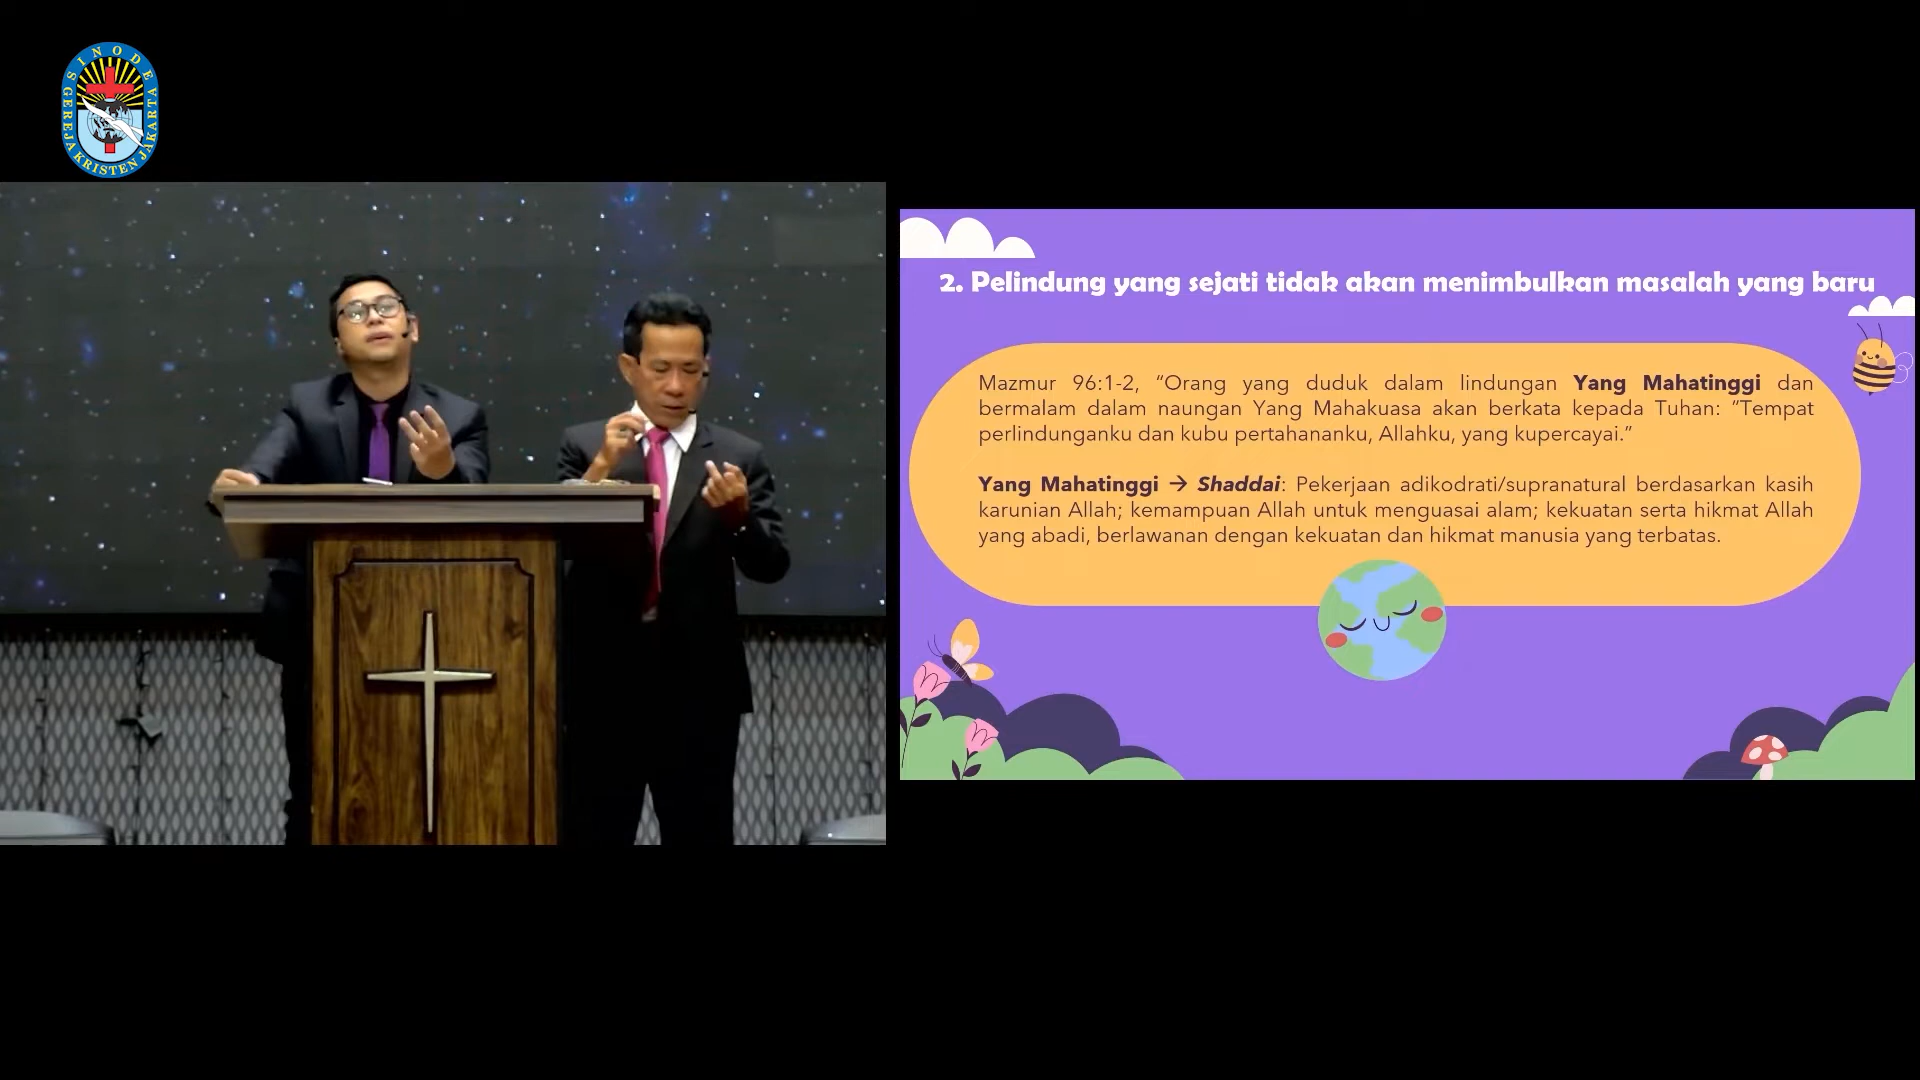 SINODE
GEREJA KRISTEN JAKARTA
2. Pelindung yang sejati tidak akan menimbulkan masalah yang baru
Mazmur 96:1-2, “Orang yang duduk dalam lindungan Yang Mahatinggi dan
bermalam dalam naungan Yang Mahakuasa akan berkata kepada Tuhan: “Tempat
perlindunganku dan kubu pertahananku, Allahku, yang kupercayai.”
Yang Mahatinggi → Shaddai: Pekerjaan adikodrati/supranatural berdasarkan kasih
karunian Allah; kemampuan Allah untuk menguasai alam; kekuatan serta hikmat Allah
yang abadi, berlawanan dengan kekuatan dan hikmat manusia yang terbatas.